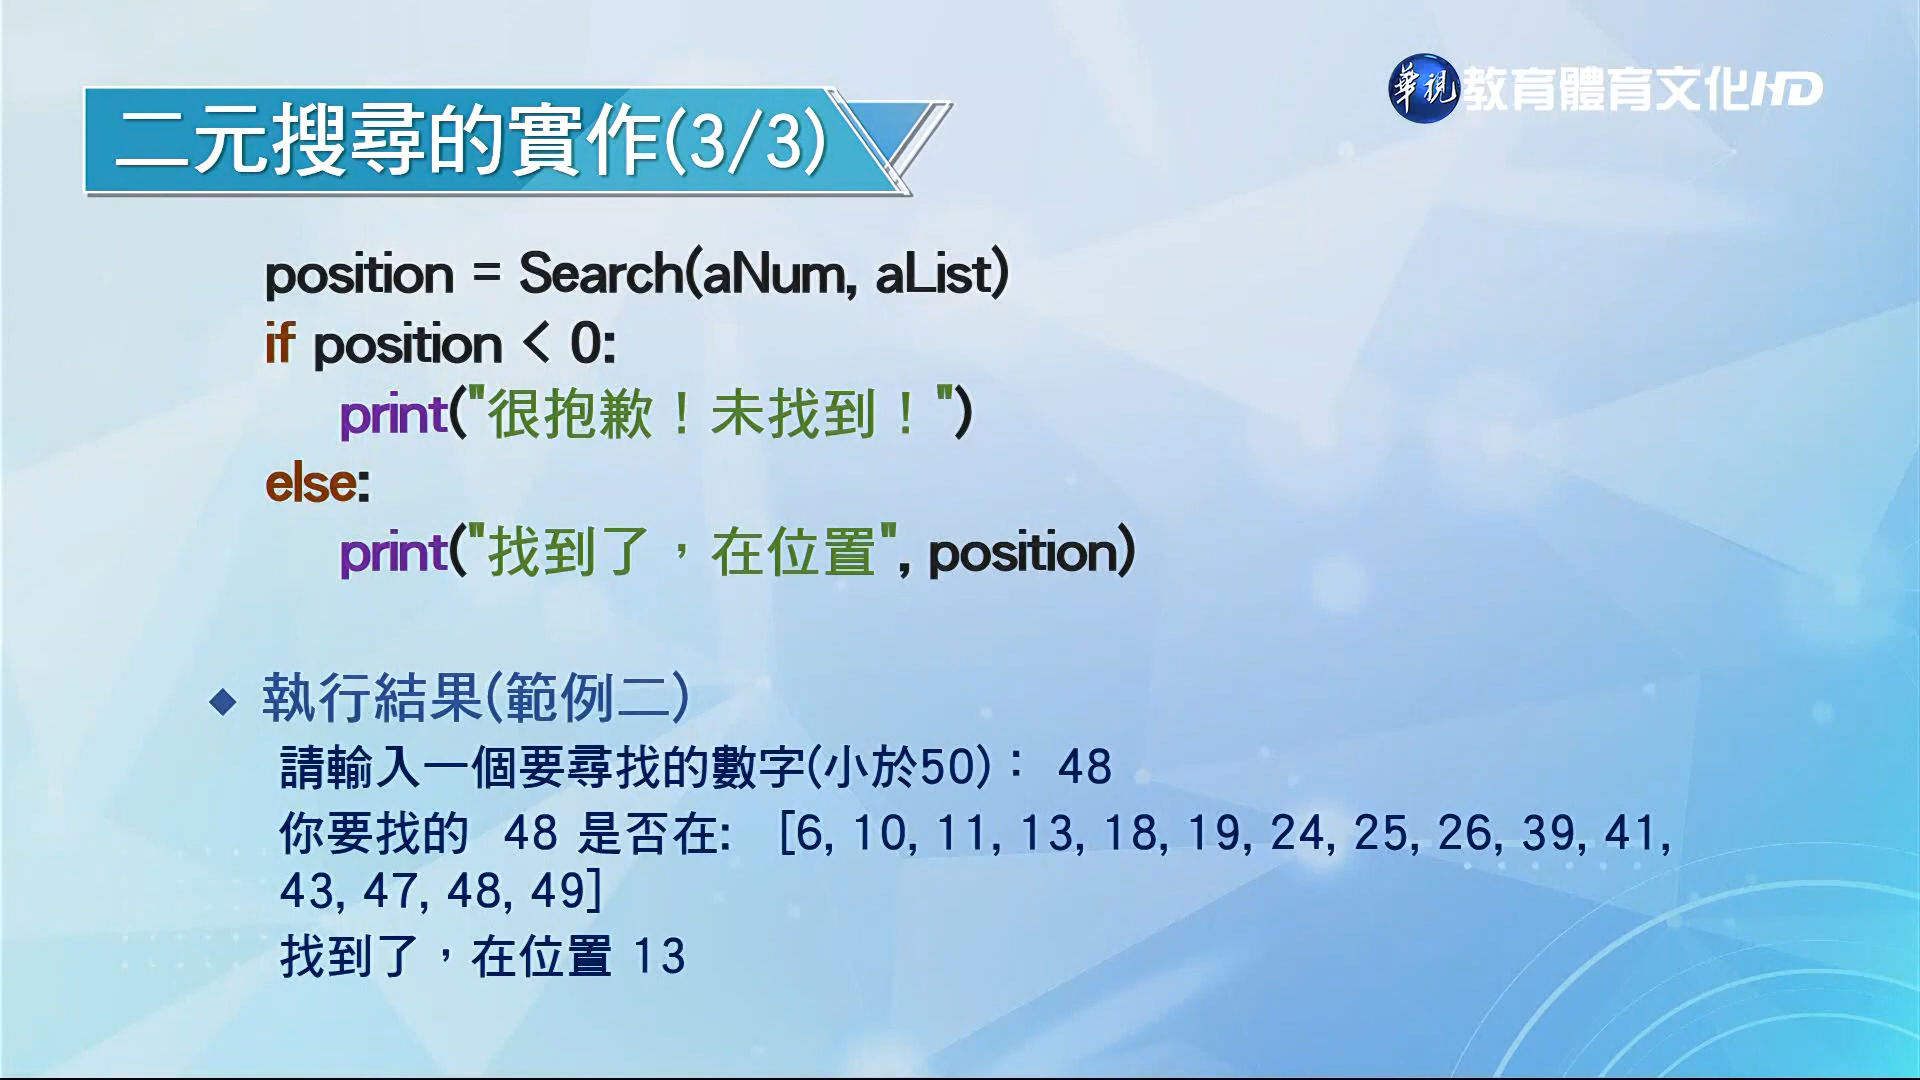 華視 教育體育文化HD
二元搜尋的實作(3/3)
position = Search(aNum, aList)
if position < 0:
print("很抱歉！未找到！")
else:
print("找到了，在位置", position)
◆ 執行結果(範例二)
請輸入一個要尋找的數字(小於50)： 48
你要找的 48 是否在: [6, 10, 11, 13, 18, 19, 24, 25, 26, 39, 41,
43, 47, 48, 49]
找到了，在位置 13